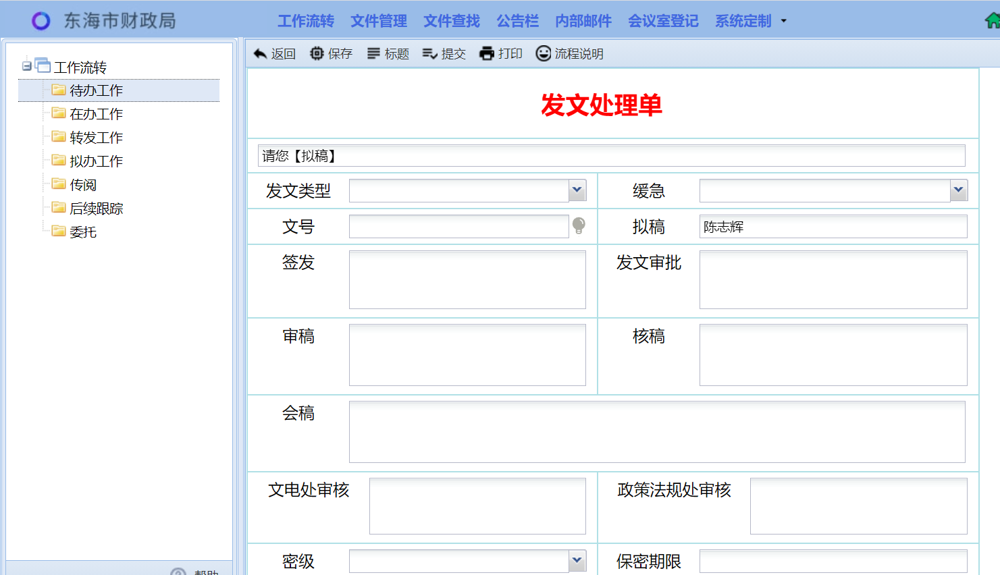 东海市财政局
工作流转 文件管理 文件查找 公告栏 内部邮件 会议室登记 系统定制
返回 保存 标题 提交 打印 流程说明
工作流转
待办工作
在办工作
转发工作
拟办工作
传阅
后续跟踪
委托
帮助
发文处理单
请您【拟稿】
发文类型 缓急
文号 拟稿 陈志辉
签发 发文审批
审稿 核稿
会稿
文电处审核 政策法规处审核
密级 保密期限